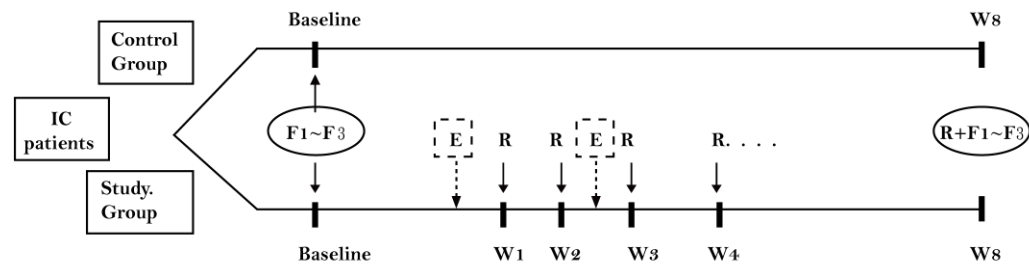 Baseline
W8
Control
Group
IC
patients
F1~F3
E
R
R
E
R
R. . . .
R+F1~F3
Study.
Group
Baseline
W1
W2
W3
W4
W8